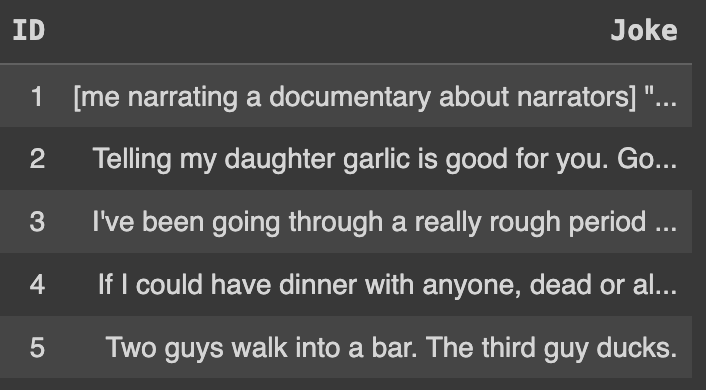 ID Joke
1 [me narrating a documentary about narrators] "...
2 Telling my daughter garlic is good for you. Go...
3 I've been going through a really rough period ...
4 If I could have dinner with anyone, dead or al...
5 Two guys walk into a bar. The third guy ducks.